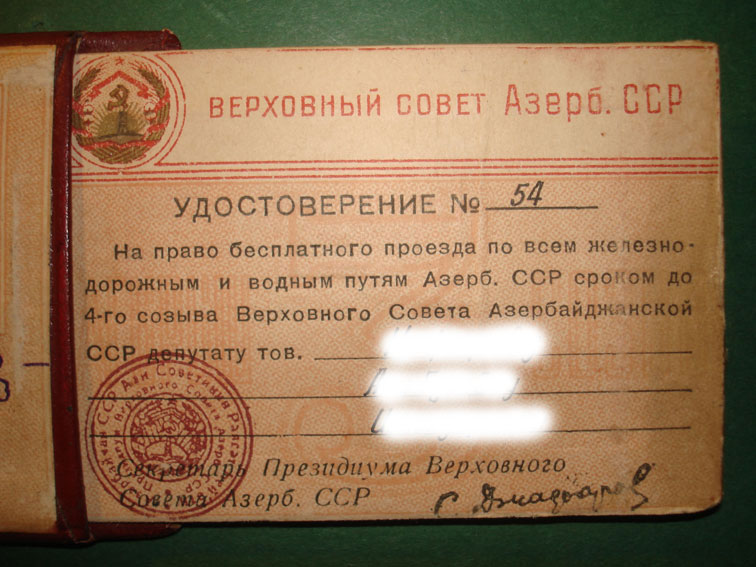 ВЕРХОВНЫЙ СОВЕТ Азерб. ССР
УДОСТОВЕРЕНИЕ № 54
На право бесплатного проезда по всем железно-
дорожным и водным путям Азерб. ССР сроком до
4-го созыва Верховного Совета Азербайджанской
ССР депутату тов.
Секретарь Президиума Верховного
Совета Азерб. ССР